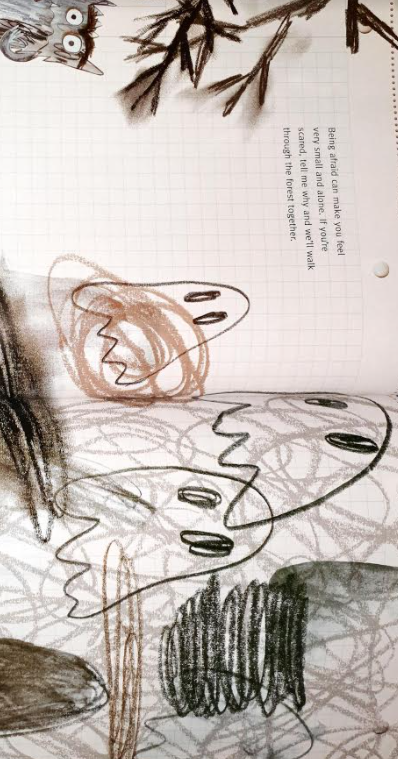 Being afraid can make you feel
very small and alone. If you're
scared, tell me why and we'll walk
through the forest together.